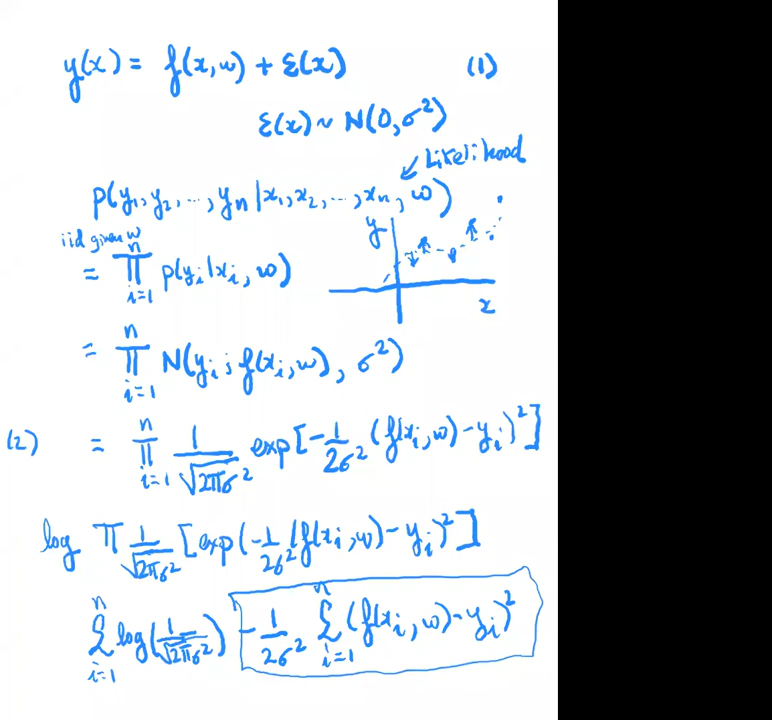 y(x) = f(x,w) + ε(x) (1)
ε(x) ~ N(0,σ²)
Likelihood
p(y₁,y₂,...,yₙ|x₁,x₂,...,xₙ,w)
y
iid given w
= ∏ᵢ₌₁ⁿ p(yᵢ|xᵢ,w)
x
= ∏ᵢ₌₁ⁿ N(yᵢ; f(xᵢ,w), σ²)
(2) = ∏ᵢ₌₁ⁿ 1/√(2πσ²) exp[-1/2σ² (f(xᵢ,w)-yᵢ)²]
log ∏ 1/√(2πσ²) [exp(-1/2σ² (f(xᵢ,w)-yᵢ)²]
∑ᵢ₌₁ⁿ log(1/√(2πσ²)) - 1/2σ² ∑ᵢ₌₁ⁿ (f(xᵢ,w)-yᵢ)²